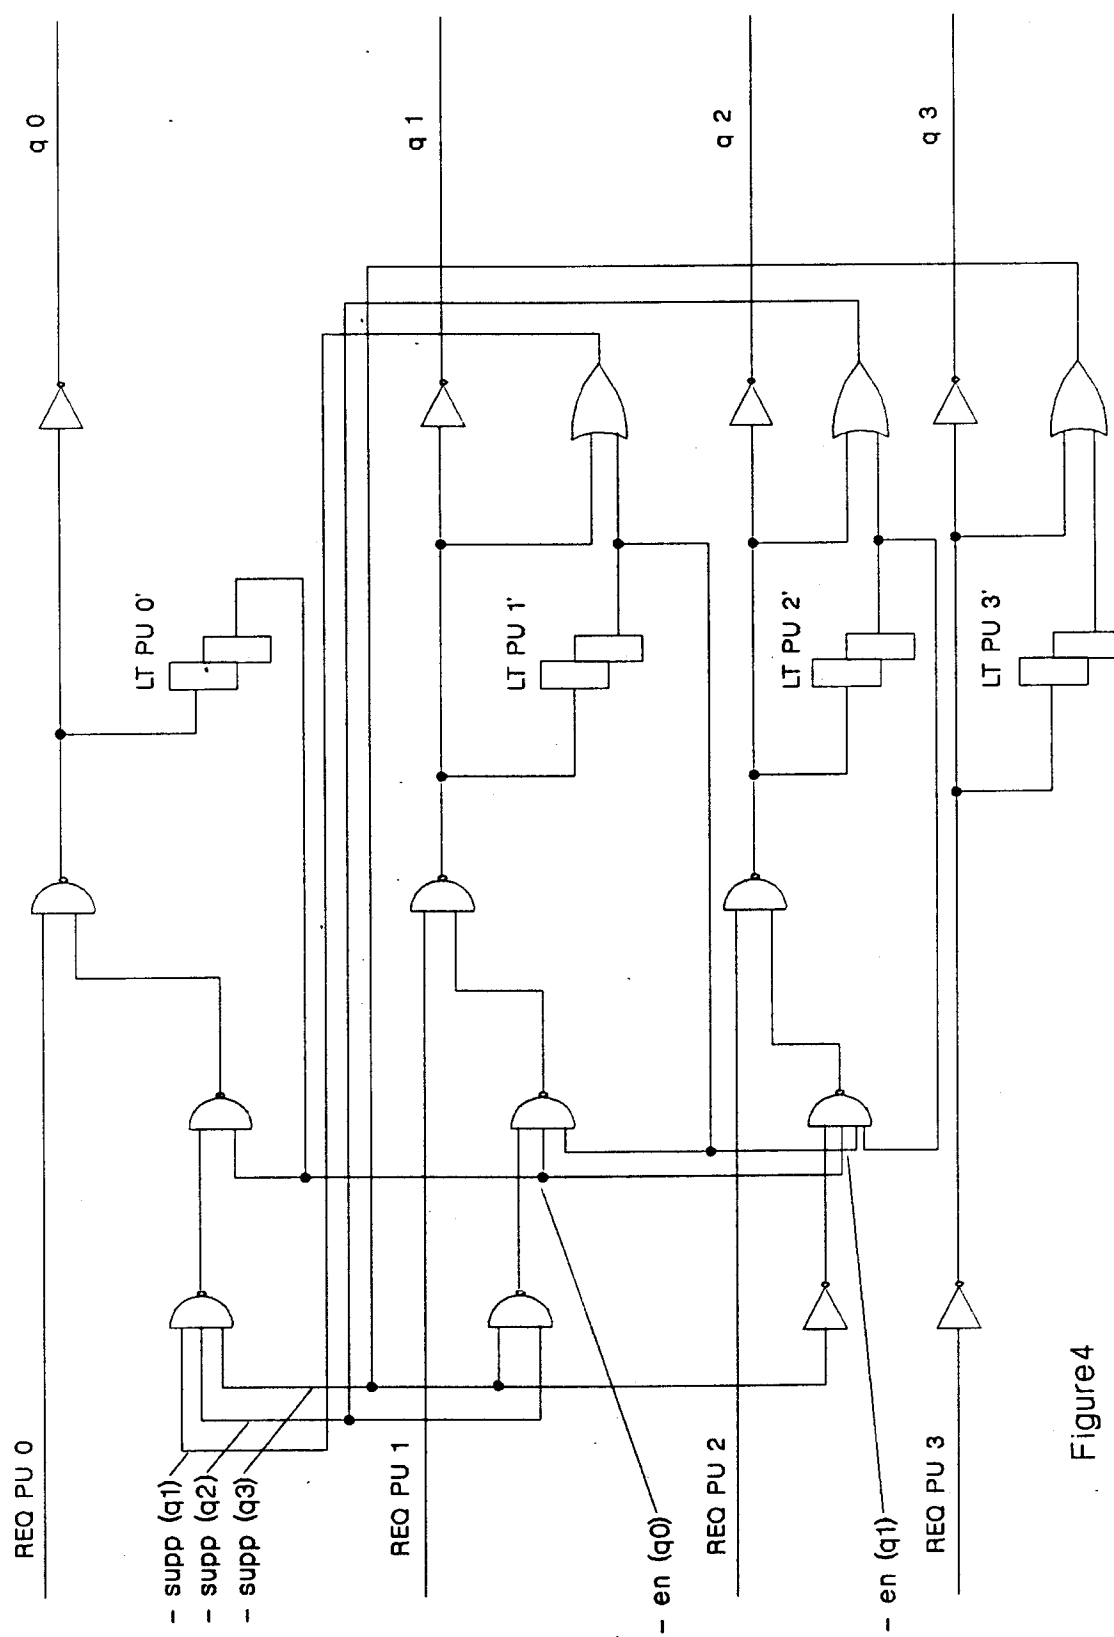 REQ PU 0
q 0
- supp (q1)
- supp (q2)
- supp (q3)
LT PU 0'
REQ PU 1
q 1
LT PU 1'
- en (q0)
REQ PU 2
q 2
LT PU 2'
- en (q1)
REQ PU 3
q 3
LT PU 3'
Figure4